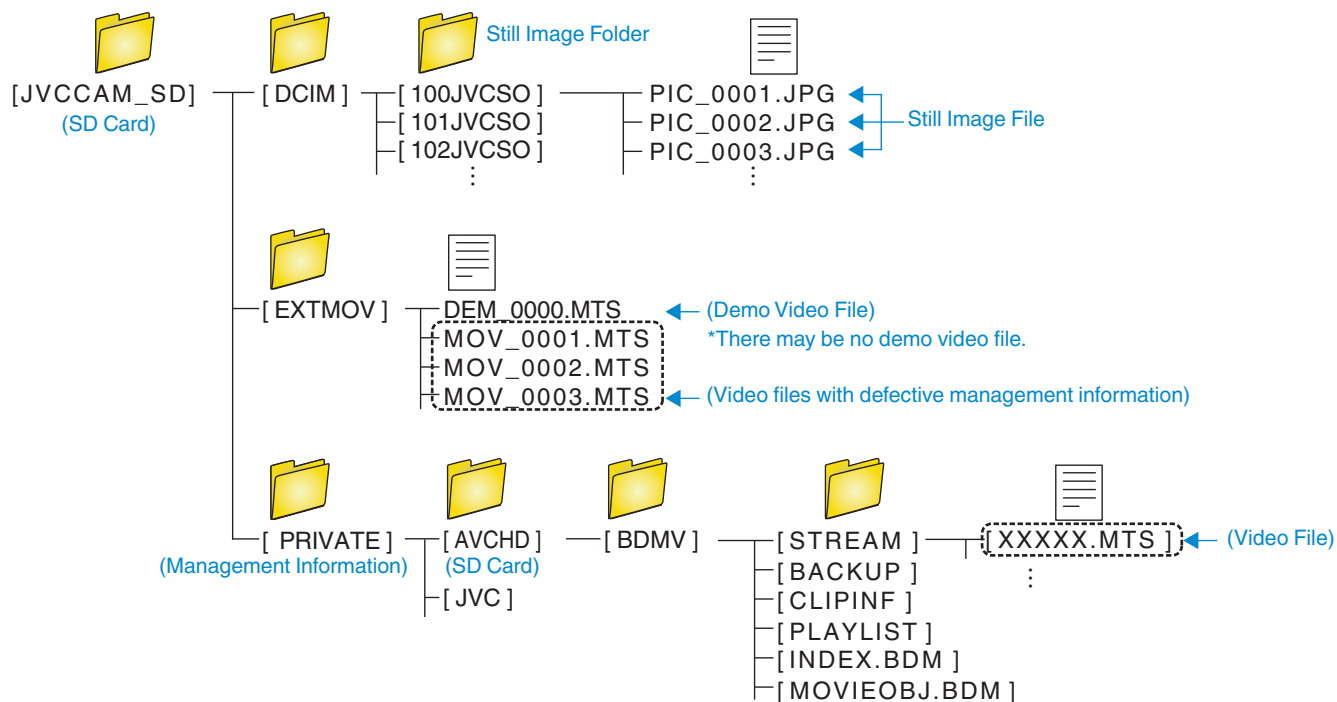 Still Image Folder
[JVCCAM_SD]
(SD Card)
[ DCIM ]
[ 100JVCSO ]
[ 101JVCSO ]
[ 102JVCSO ]
PIC_0001.JPG
PIC_0002.JPG
PIC_0003.JPG
Still Image File
[ EXTMOV ]
DEM_0000.MTS
(Demo Video File)
*There may be no demo video file.
MOV_0001.MTS
MOV_0002.MTS
MOV_0003.MTS
(Video files with defective management information)
[ PRIVATE ]
(Management Information)
[ AVCHD ]
(SD Card)
[ JVC ]
[ BDMV ]
[ STREAM ]
[ BACKUP ]
[ CLIPINF ]
[ PLAYLIST ]
[ INDEX.BDM ]
[ MOVIEOBJ.BDM ]
[ XXXXX.MTS ]
(Video File)